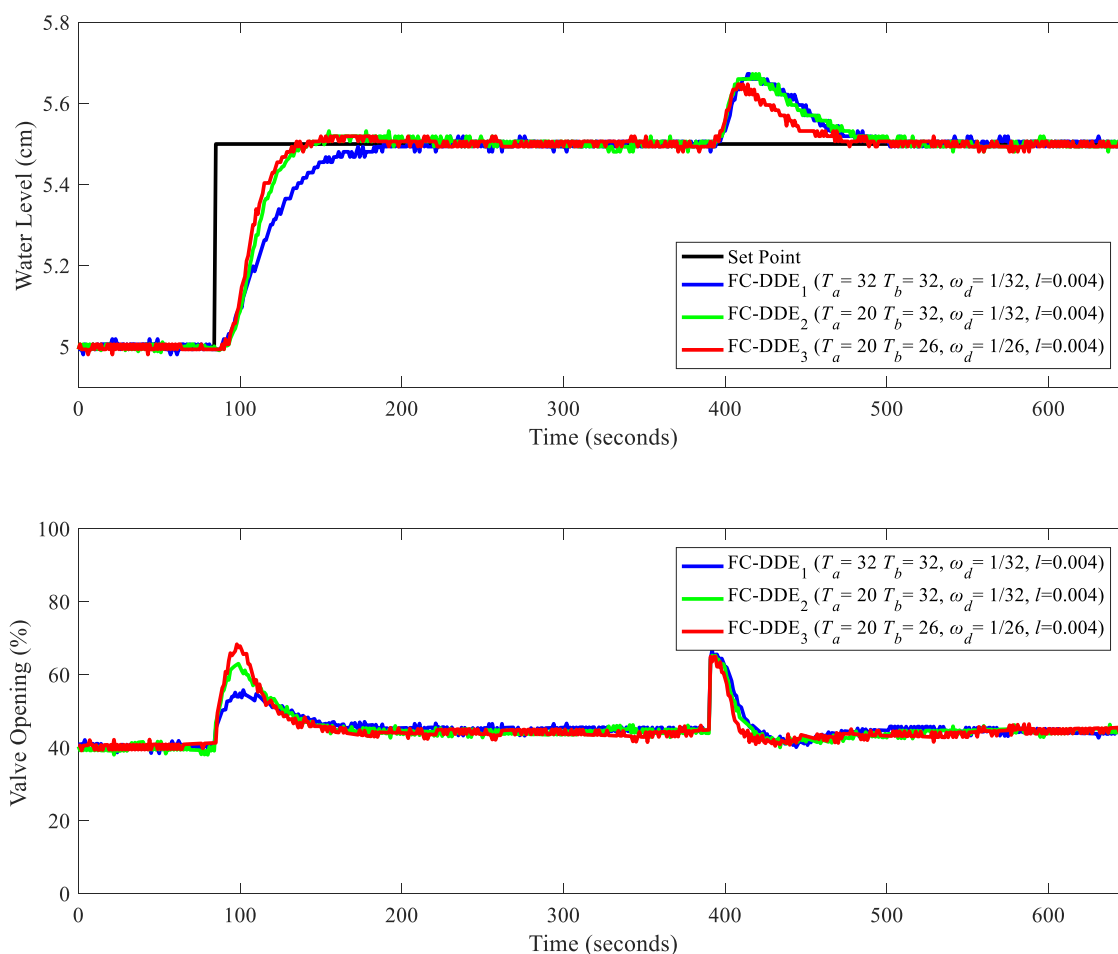 5.8
5.6
5.4
5.2
5
Water Level (cm)
Set Point
FC-DDE1 (Ta= 32 Tb= 32, ωd= 1/32, l=0.004)
FC-DDE2 (Ta= 20 Tb= 32, ωd= 1/32, l=0.004)
FC-DDE3 (Ta= 20 Tb= 26, ωd= 1/26, l=0.004)
0 100 200 300 400 500 600
Time (seconds)
100
80
60
40
20
0
Valve Opening (%)
FC-DDE1 (Ta= 32 Tb= 32, ωd= 1/32, l=0.004)
FC-DDE2 (Ta= 20 Tb= 32, ωd= 1/32, l=0.004)
FC-DDE3 (Ta= 20 Tb= 26, ωd= 1/26, l=0.004)
0 100 200 300 400 500 600
Time (seconds)